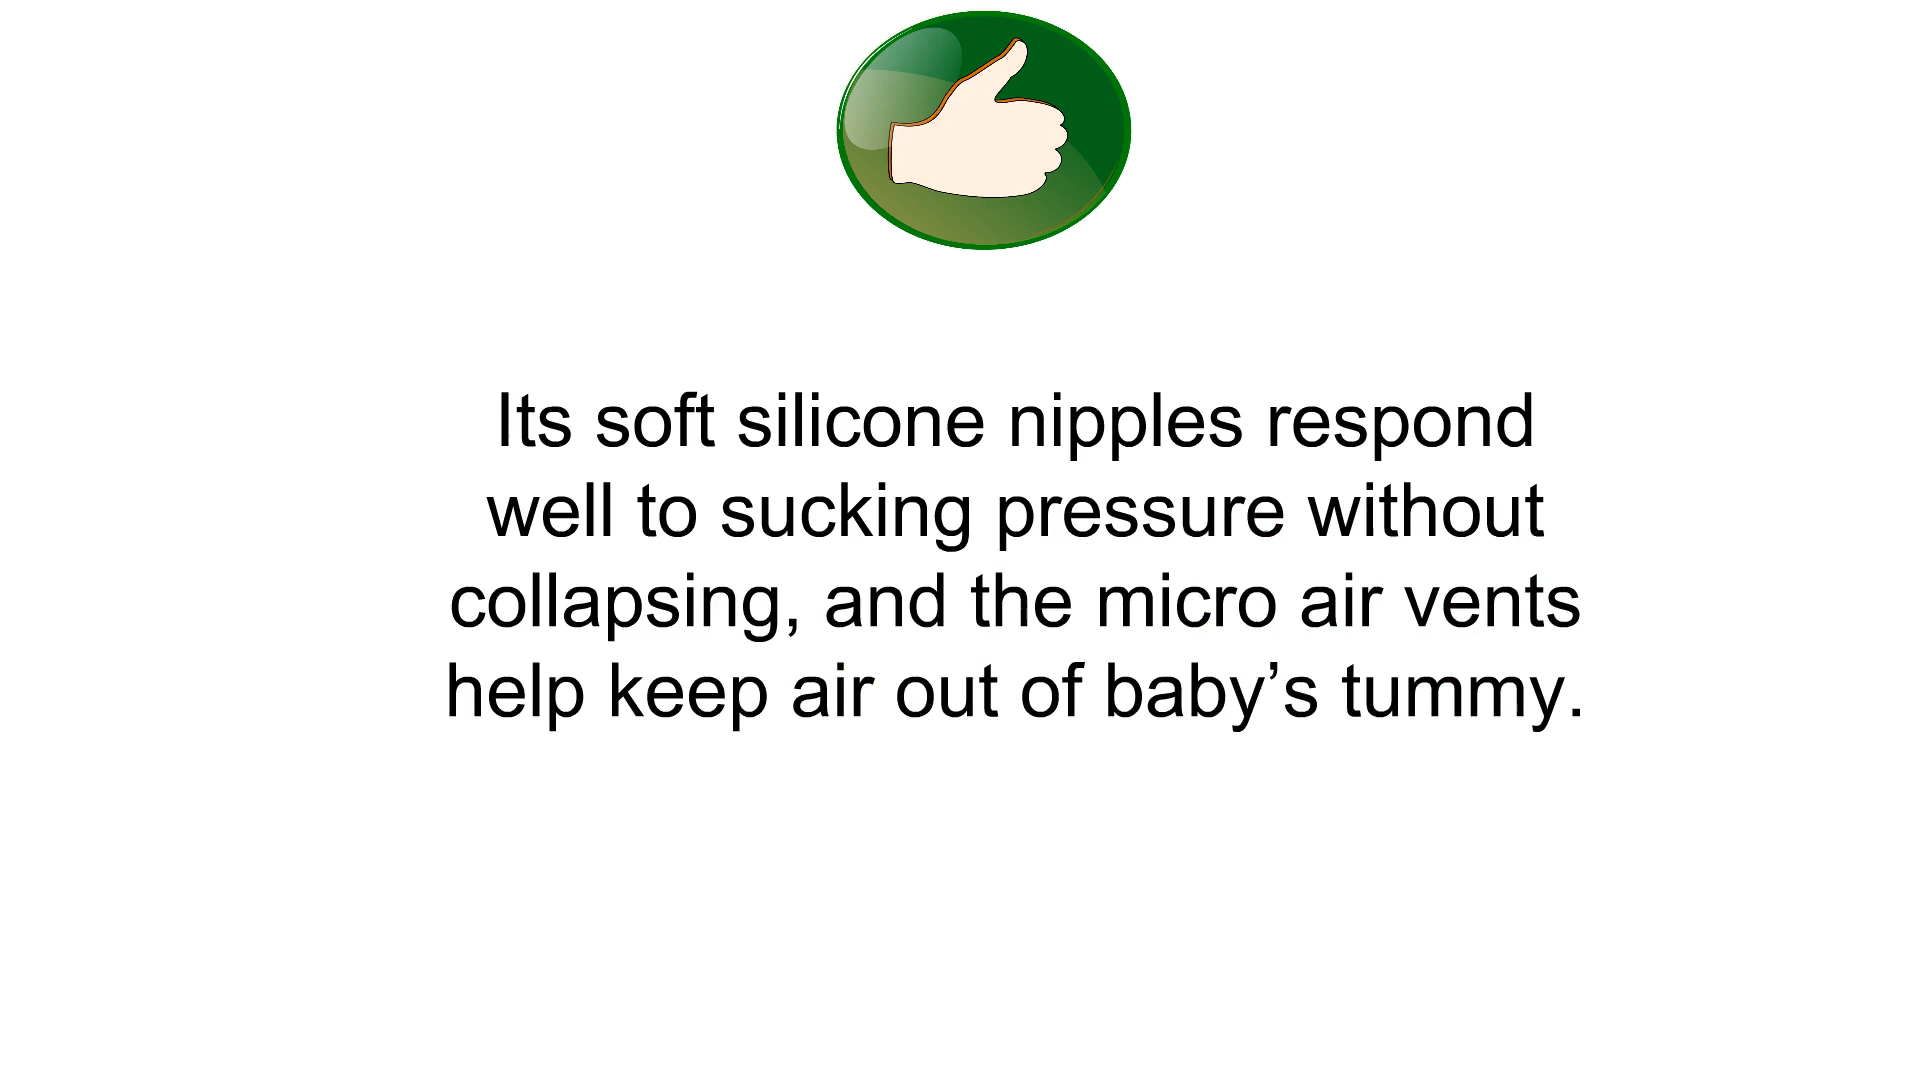 Its soft silicone nipples respond
well to sucking pressure without
collapsing, and the micro air vents
help keep air out of baby’s tummy.